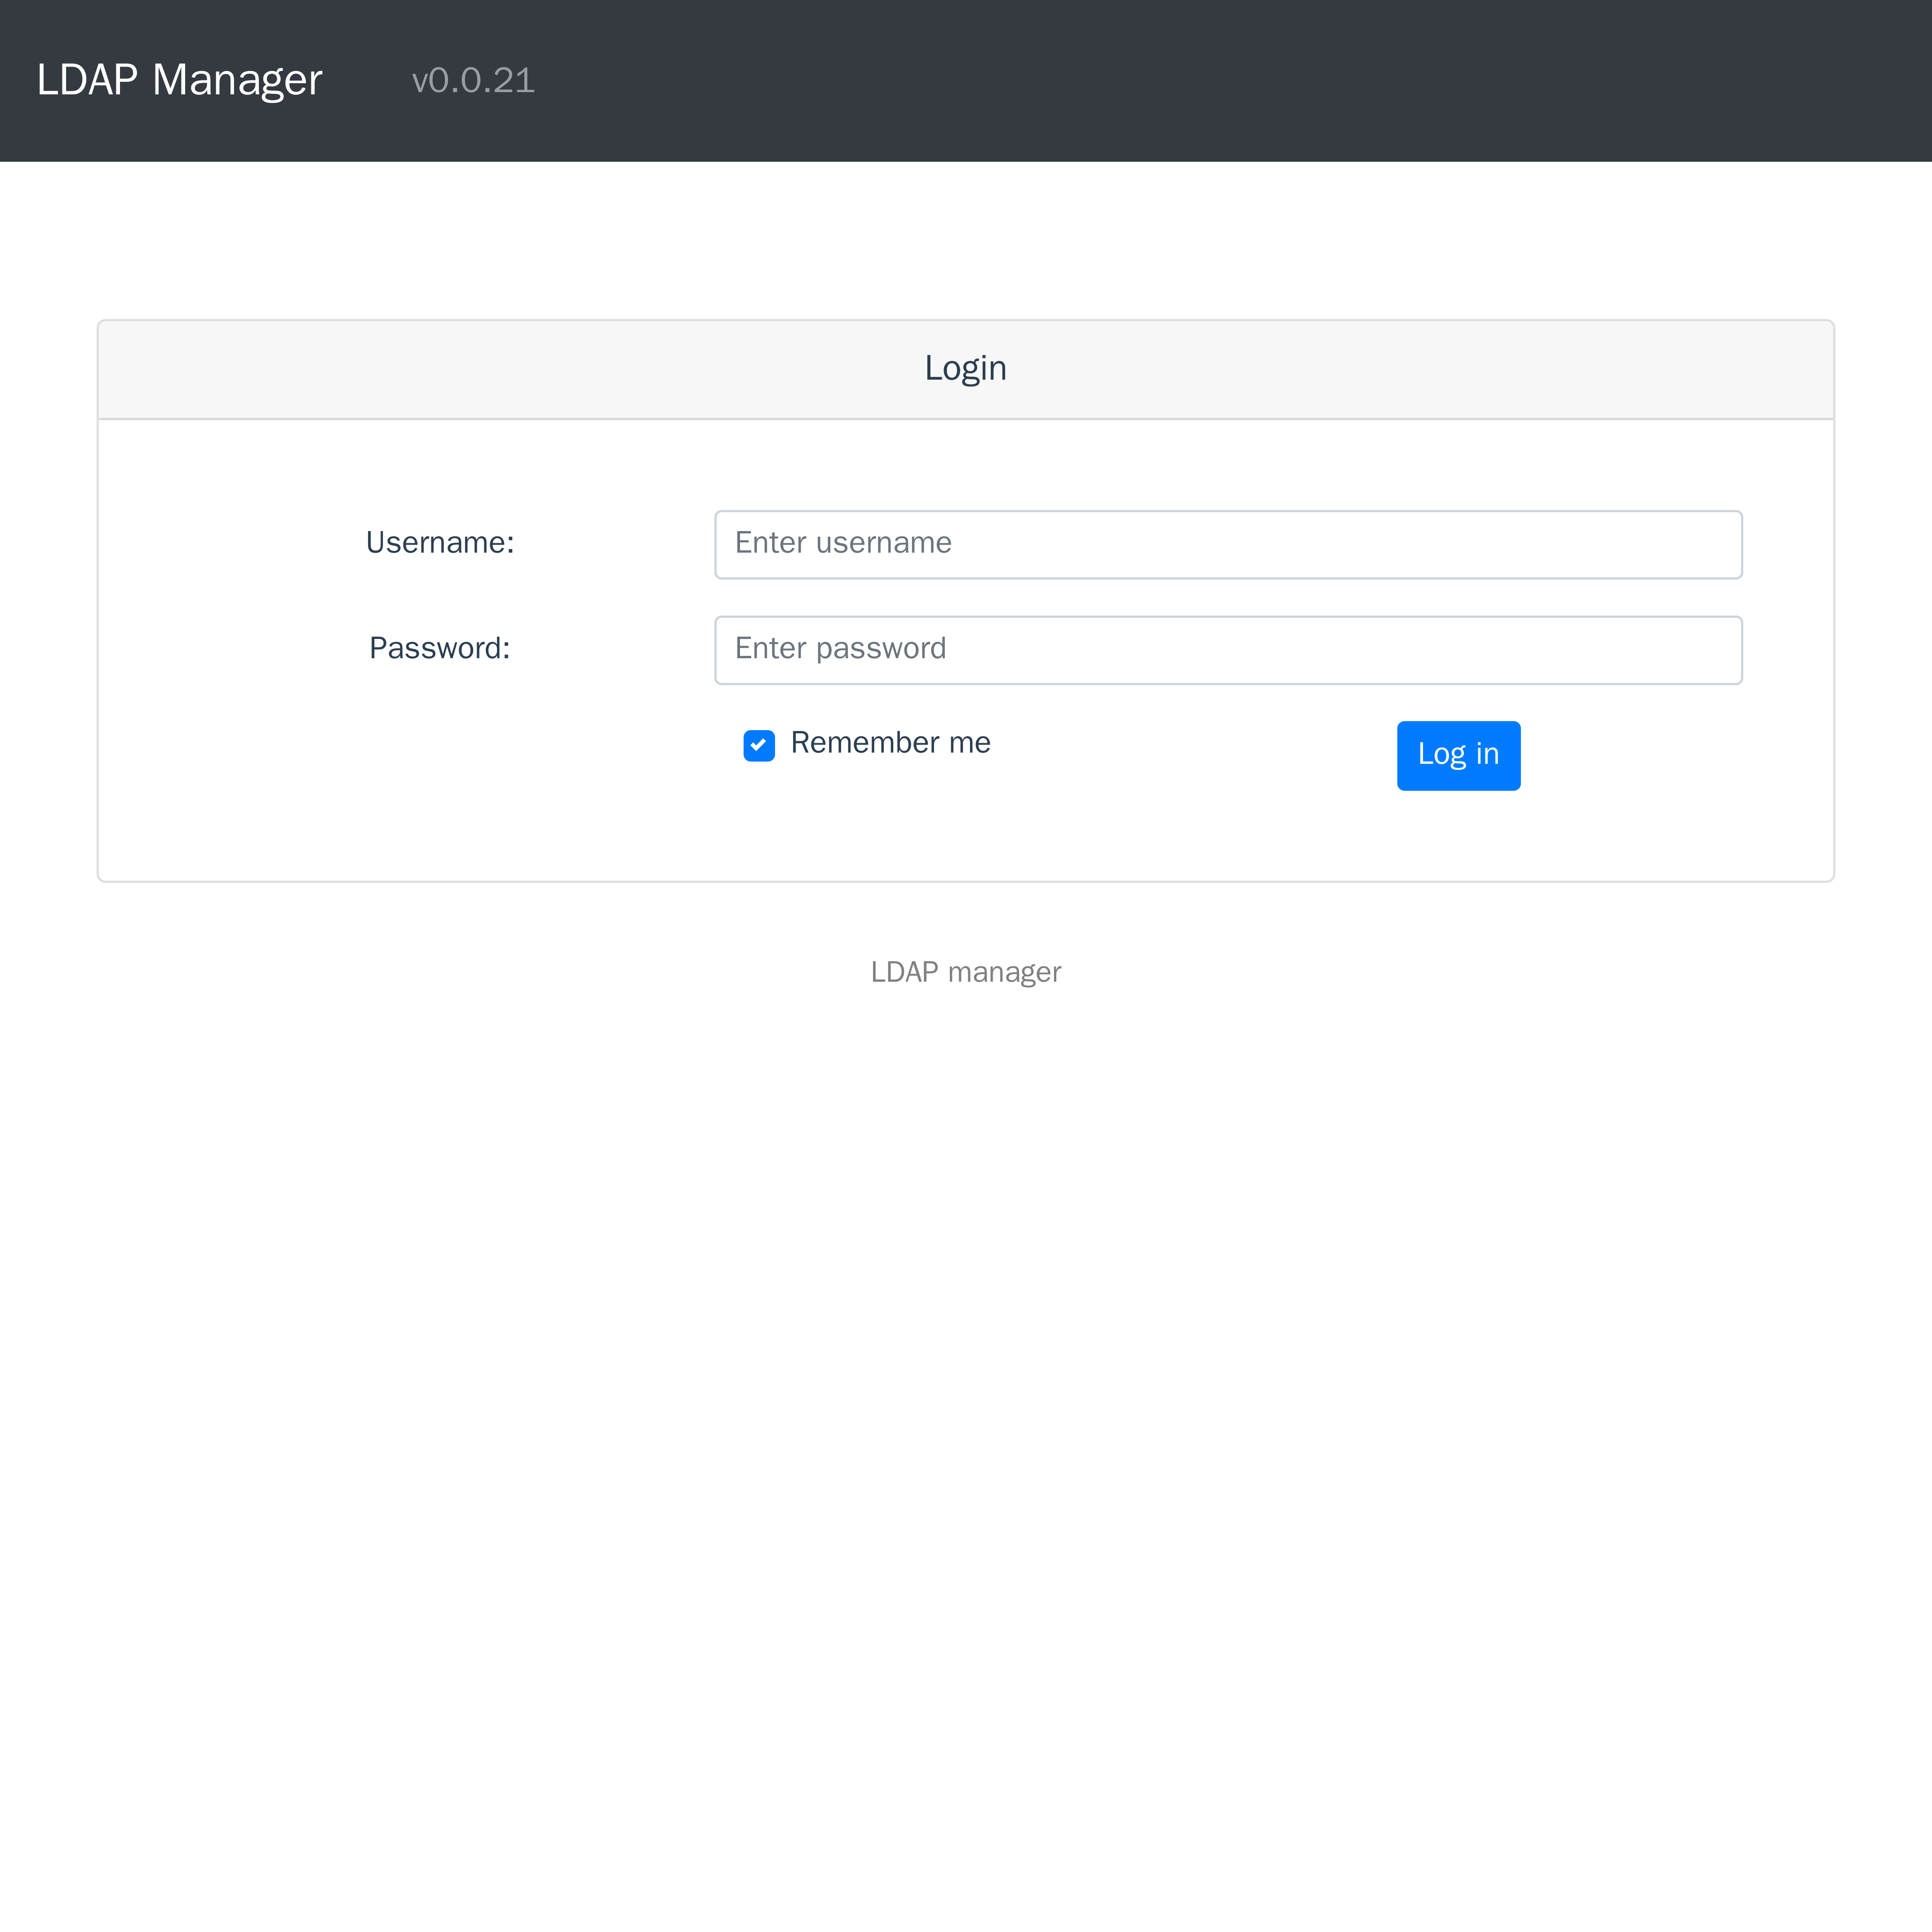 LDAP Manager v0.0.21
Login
Username: Enter username
Password: Enter password
Remember me Log in
LDAP manager